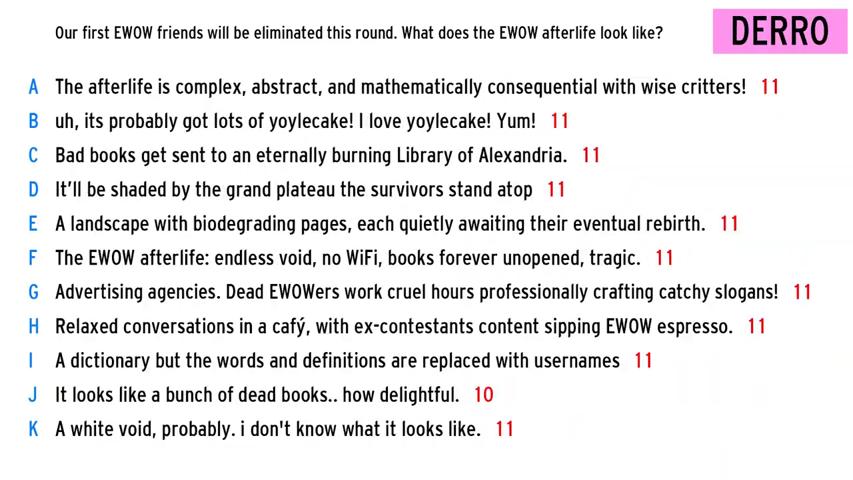 Our first EWOW friends will be eliminated this round. What does the EWOW afterlife look like?
DERRO
A The afterlife is complex, abstract, and mathematically consequential with wise critters! 11
B uh, its probably got lots of yoylecake! I love yoylecake! Yum! 11
C Bad books get sent to an eternally burning Library of Alexandria. 11
D It’ll be shaded by the grand plateau the survivors stand atop 11
E A landscape with biodegrading pages, each quietly awaiting their eventual rebirth. 11
F The EWOW afterlife: endless void, no WiFi, books forever unopened, tragic. 11
G Advertising agencies. Dead EWOWers work cruel hours professionally crafting catchy slogans! 11
H Relaxed conversations in a cafý, with ex-contestants content sipping EWOW espresso. 11
I A dictionary but the words and definitions are replaced with usernames 11
J It looks like a bunch of dead books.. how delightful. 10
K A white void, probably. i don't know what it looks like. 11